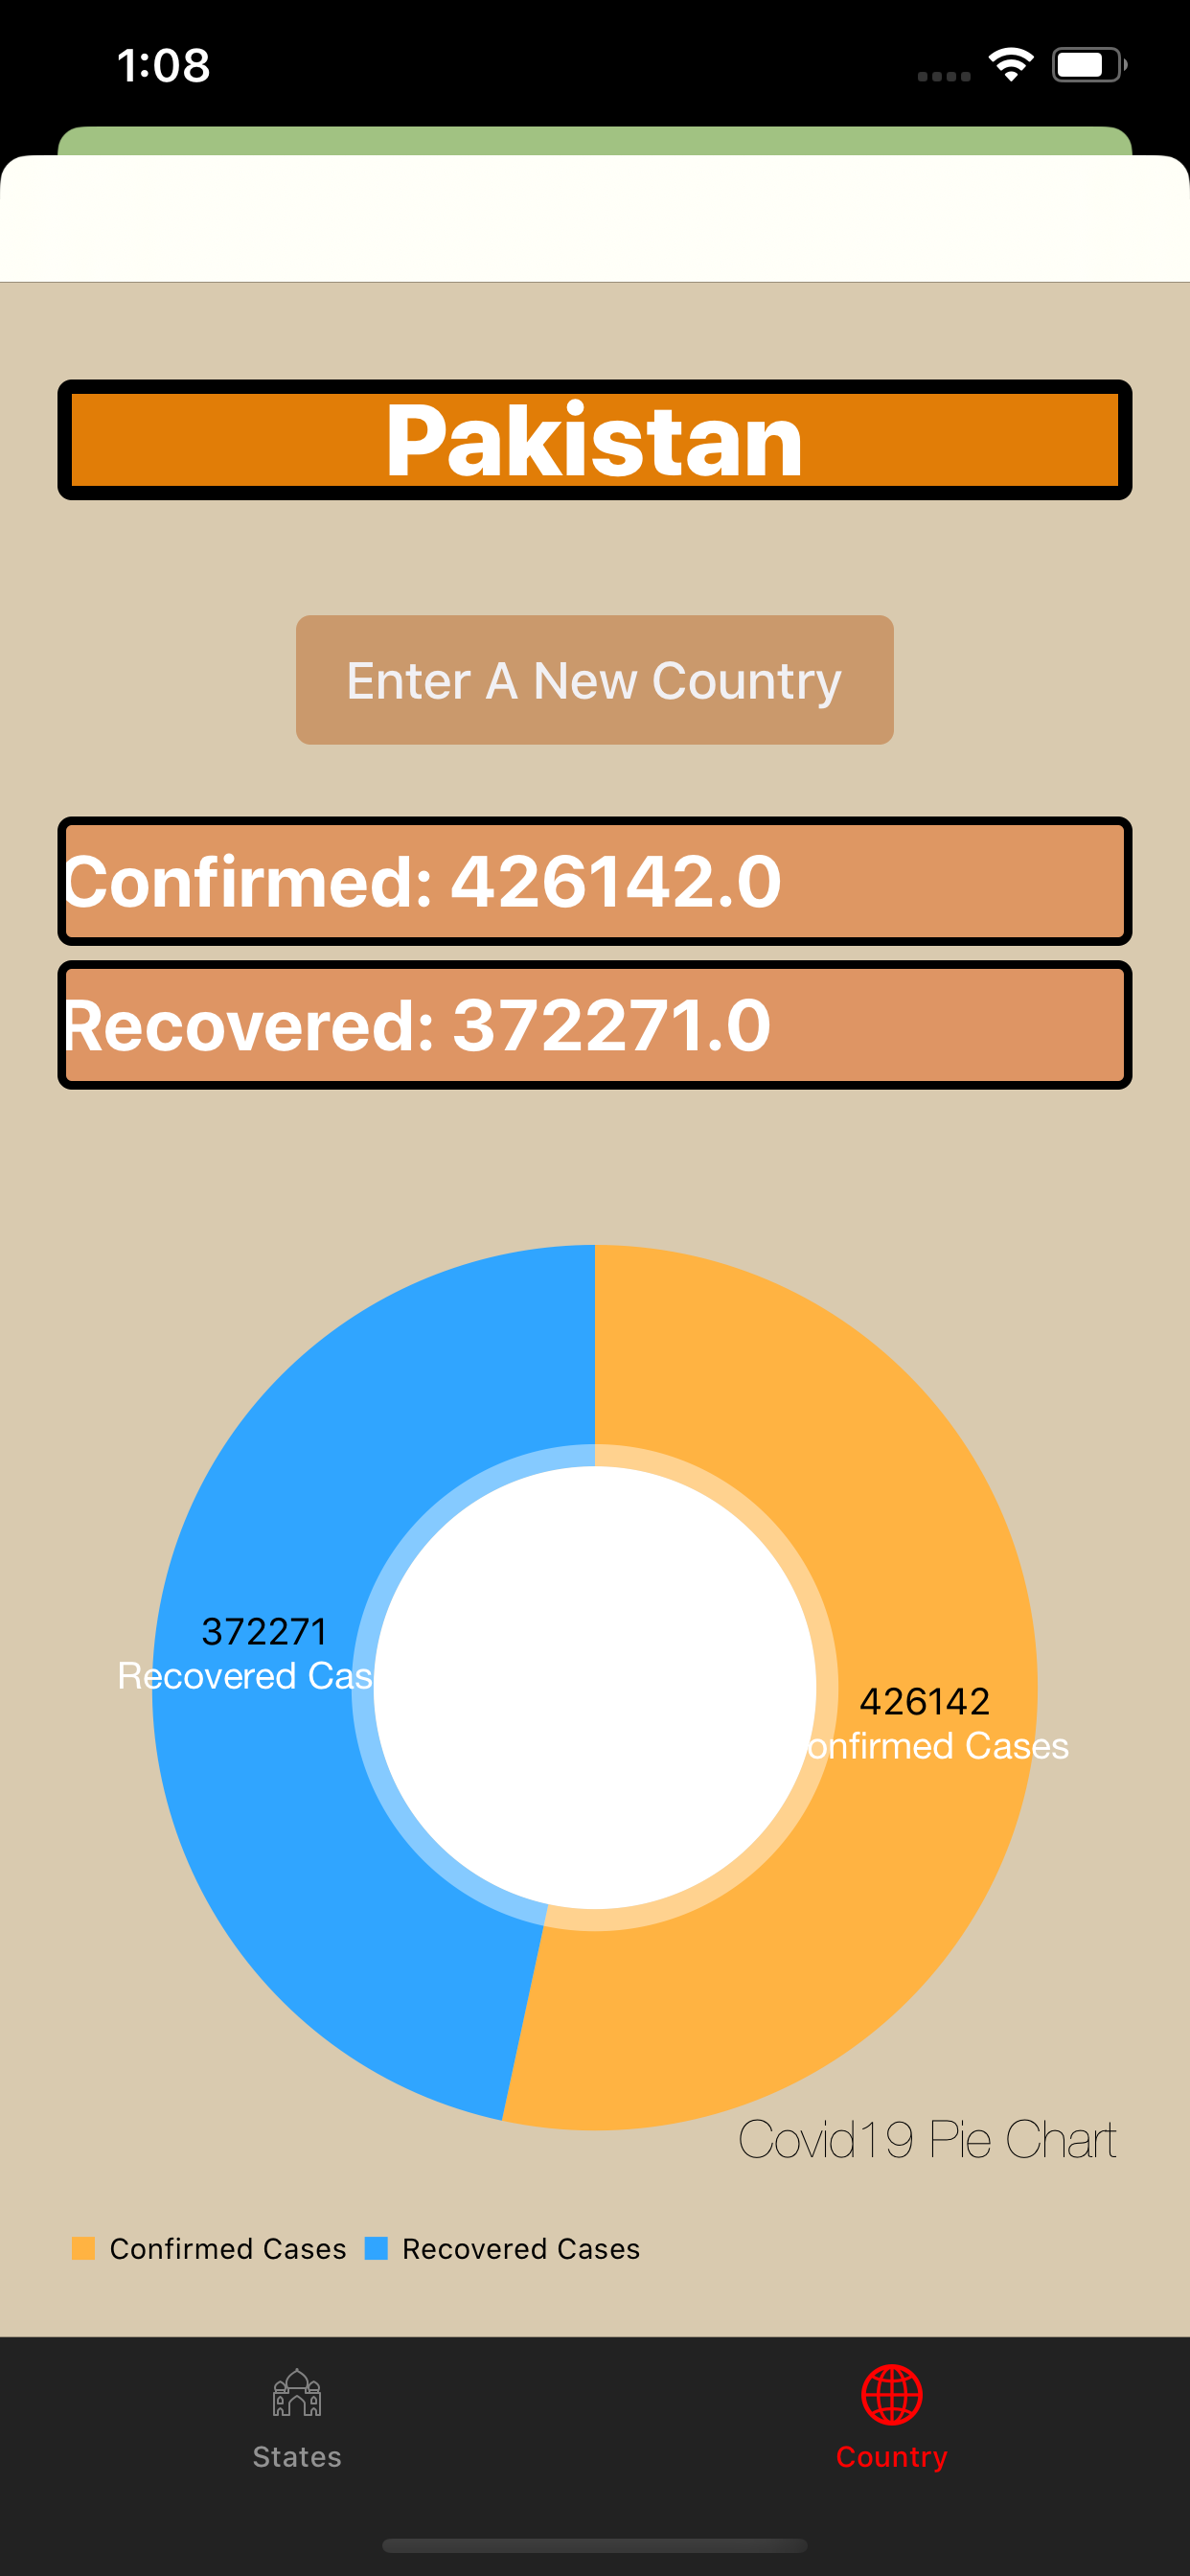 1:08
Pakistan
Enter A New Country
Confirmed: 426142.0
Recovered: 372271.0
372271
Recovered Cas
426142
onfirmed Cases
Covid19 Pie Chart
Confirmed Cases Recovered Cases
States Country